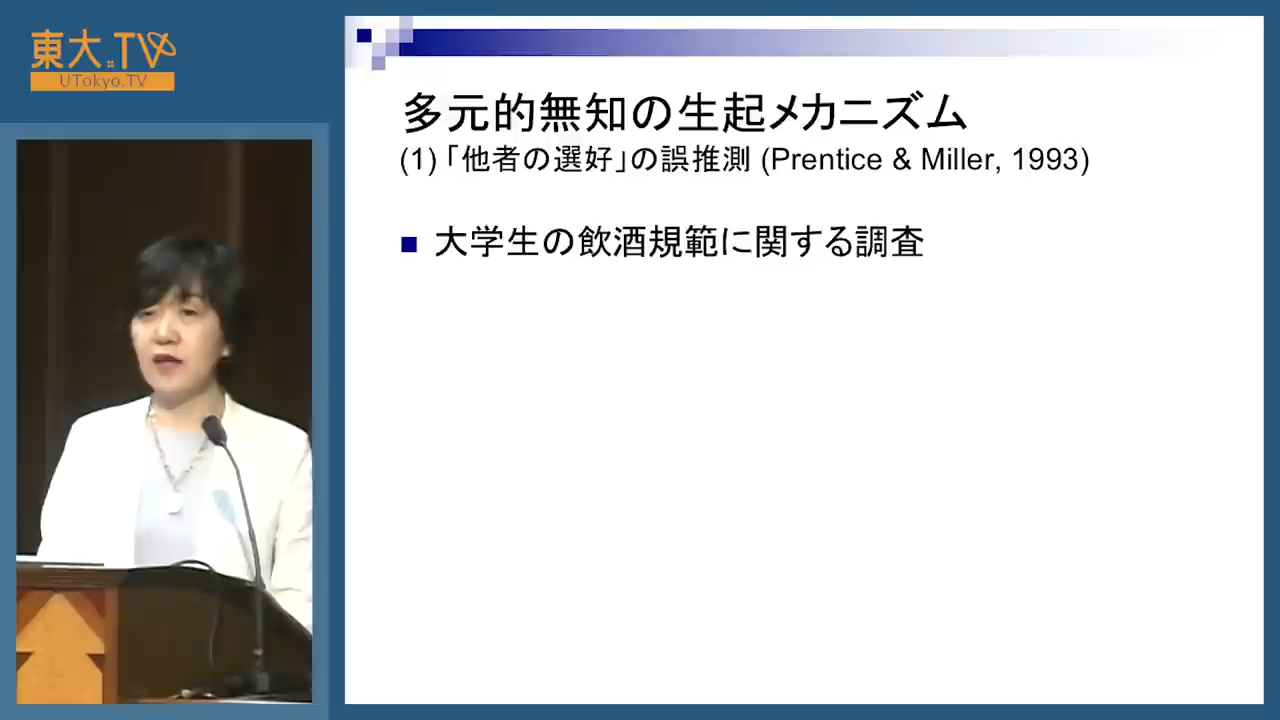 東大.TV
UTokyo.TV
多元的無知の生起メカニズム
(1)「他者の選好」の誤推測 (Prentice & Miller, 1993)
■ 大学生の飲酒規範に関する調査